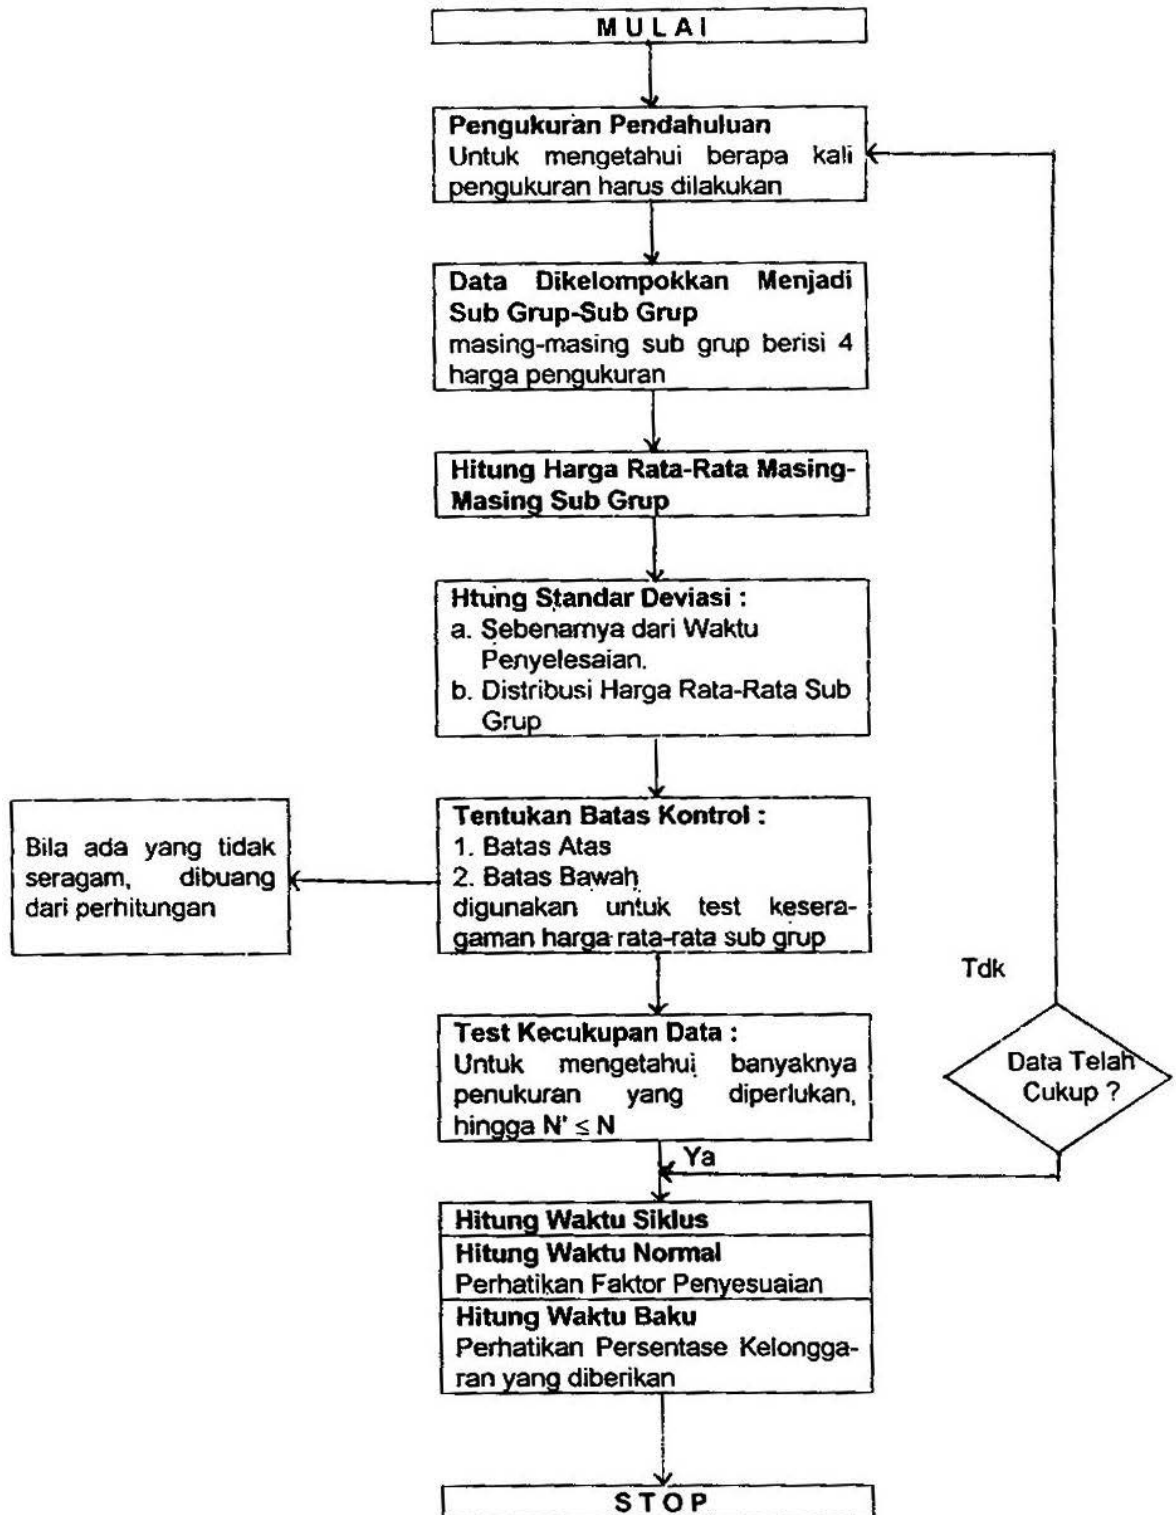 M U L A I
Pengukuran Pendahuluan
Untuk mengetahui berapa kali
pengukuran harus dilakukan
Data Dikelompokkan Menjadi
Sub Grup-Sub Grup
masing-masing sub grup berisi 4
harga pengukuran
Hitung Harga Rata-Rata Masing-
Masing Sub Grup
Htung Standar Deviasi :
a. Sebenarnya dari Waktu
Penyelesaian.
b. Distribusi Harga Rata-Rata Sub
Grup
Tentukan Batas Kontrol :
1. Batas Atas
2. Batas Bawah
digunakan untuk test kesera-
gaman harga rata-rata sub grup
Bila ada yang tidak
seragam, dibuang
dari perhitungan
Test Kecukupan Data :
Untuk mengetahui banyaknya
penukuran yang diperlukan,
hingga N' ≤ N
Tdk
Data Telah
Cukup ?
Ya
Hitung Waktu Siklus
Hitung Waktu Normal
Perhatikan Faktor Penyesuaian
Hitung Waktu Baku
Perhatikan Persentase Kelongga-
ran yang diberikan
S T O P